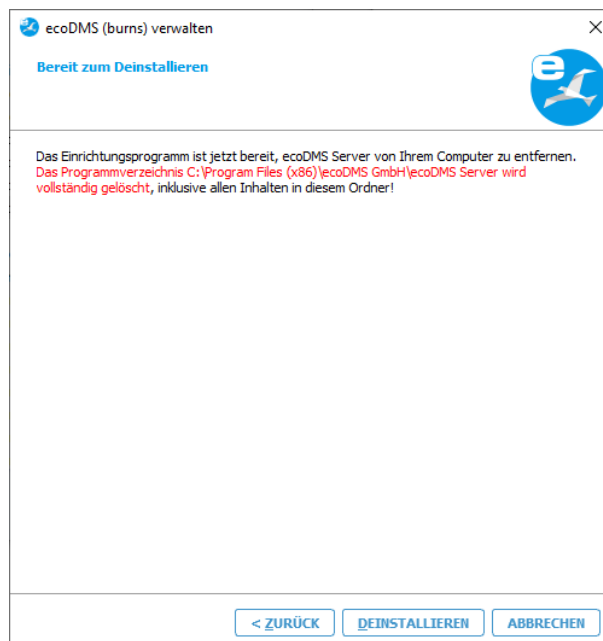 ecoDMS (burns) verwalten
Bereit zum Deinstallieren
e
Das Einrichtungsprogramm ist jetzt bereit, ecoDMS Server von Ihrem Computer zu entfernen.
Das Programmverzeichnis C:\Program Files (x86)\ecoDMS GmbH\ecoDMS Server wird
vollständig gelöscht, inklusive allen Inhalten in diesem Ordner!
< ZURÜCK
DEINSTALLIEREN
ABBRECHEN